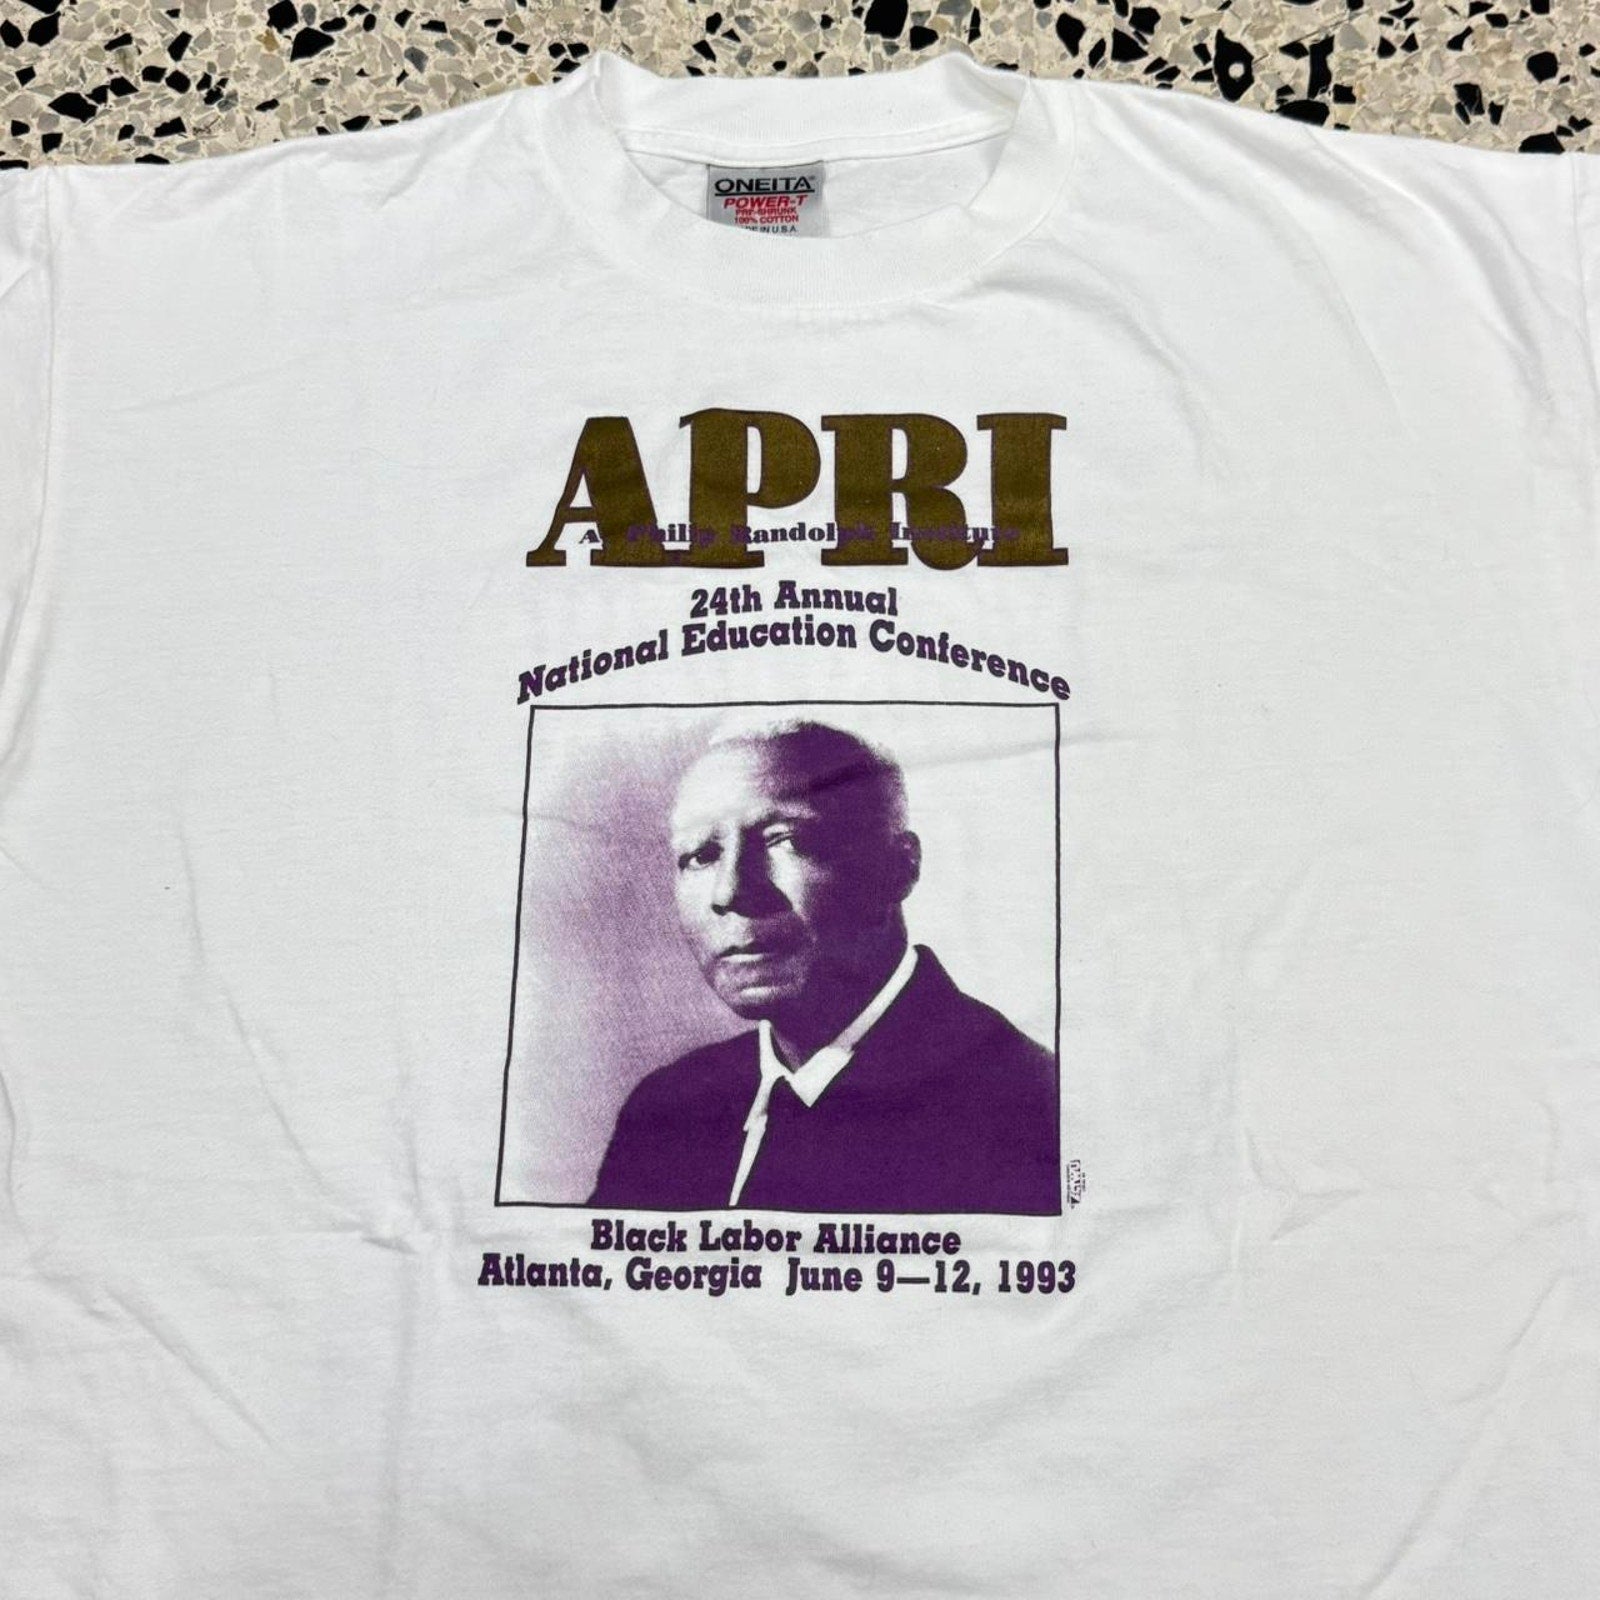 ONEITA®
POWER-T
PRE-SHRUNK
100% COTTON
IN U.S.A.
APRI
A. Philip Randolph Institute
24th Annual
National Education Conference
Black Labor Alliance
Atlanta, Georgia June 9—12, 1993